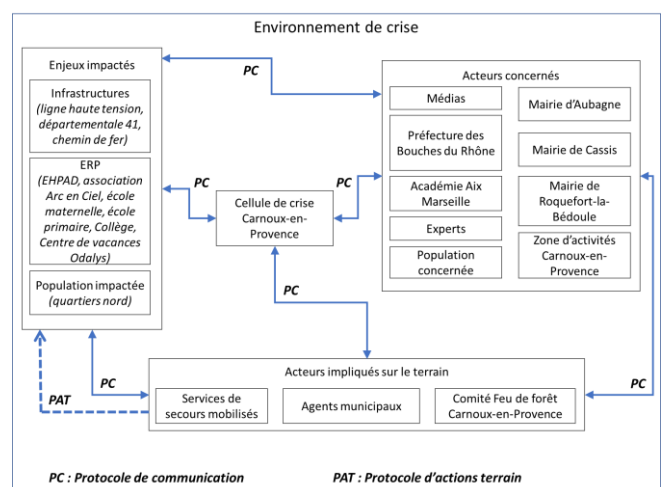 Environnement de crise
Enjeux impactés
Infrastructures
(ligne haute tension,
départementale 41,
chemin de fer)
ERP
(EHPAD, association
Arc en Ciel, école
maternelle, école
primaire, Collège,
Centre de vacances
Odalys)
Population impactée
(quartiers nord)
PC
PC
Cellule de crise
Carnoux-en-
Provence
PC
Acteurs concernés
Médias
Préfecture des
Bouches du Rhône
Académie Aix
Marseille
Experts
Population
concernée
Mairie d'Aubagne
Mairie de Cassis
Mairie de
Roquefort-la-
Bédoule
Zone d'activités
Carnoux-en-
Provence
PC
PC
PC
PAT
Acteurs impliqués sur le terrain
Services de
secours mobilisés
Agents municipaux
Comité Feu de forêt
Carnoux-en-Provence
PC : Protocole de communication
PAT : Protocole d'actions terrain